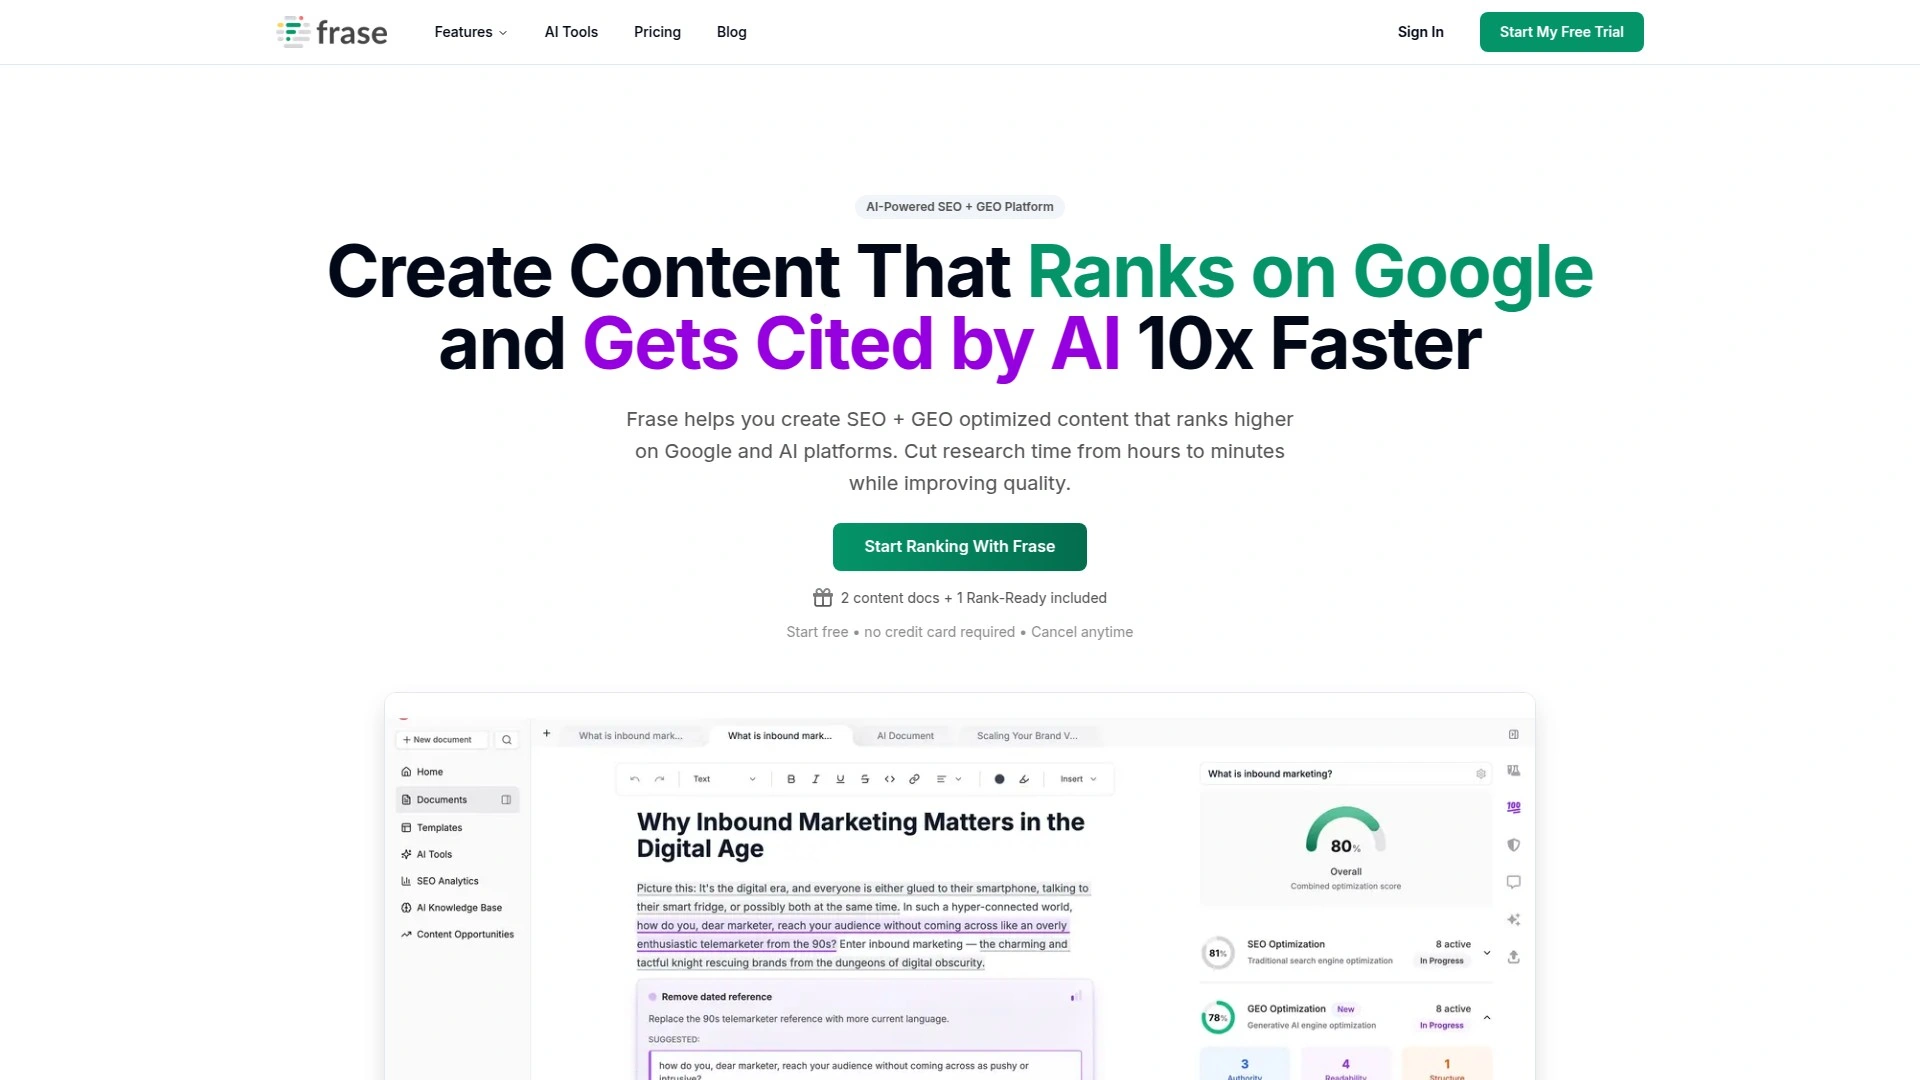 frase
Features
AI Tools
Pricing
Blog
Sign In
Start My Free Trial
AI-Powered SEO + GEO Platform
Create Content That Ranks on Google
and Gets Cited by AI 10x Faster
Frase helps you create SEO + GEO optimized content that ranks higher
on Google and AI platforms. Cut research time from hours to minutes
while improving quality.
Start Ranking With Frase
2 content docs + 1 Rank-Ready included
Start free • no credit card required • Cancel anytime
+ New document
Home
Documents
Templates
AI Tools
SEO Analytics
AI Knowledge Base
Content Opportunities
+
What is inbound mark...
What is inbound mark...
AI Document
Scaling Your Brand V...
Text
B I U S
Insert
Why Inbound Marketing Matters in the
Digital Age
Picture this: It's the digital era, and everyone is either glued to their smartphone, talking to
their smart fridge, or possibly both at the same time. In such a hyper-connected world,
how do you, dear marketer, reach your audience without coming across like an overly
enthusiastic telemarketer from the 90s? Enter inbound marketing — the charming and
tactful knight rescuing brands from the dungeons of digital obscurity.
Remove dated reference
Replace the 90s telemarketer reference with more current language.
SUGGESTED:
how do you, dear marketer, reach your audience without coming across as pushy or
intrusive?
What is inbound marketing?
80%
Overall
Combined optimization score
81%
SEO Optimization
Traditional search engine optimization
8 active
In Progress
78%
GEO Optimization New
Generative AI engine optimization
8 active
In Progress
3
Authority
4
Readability
1
Structure
100